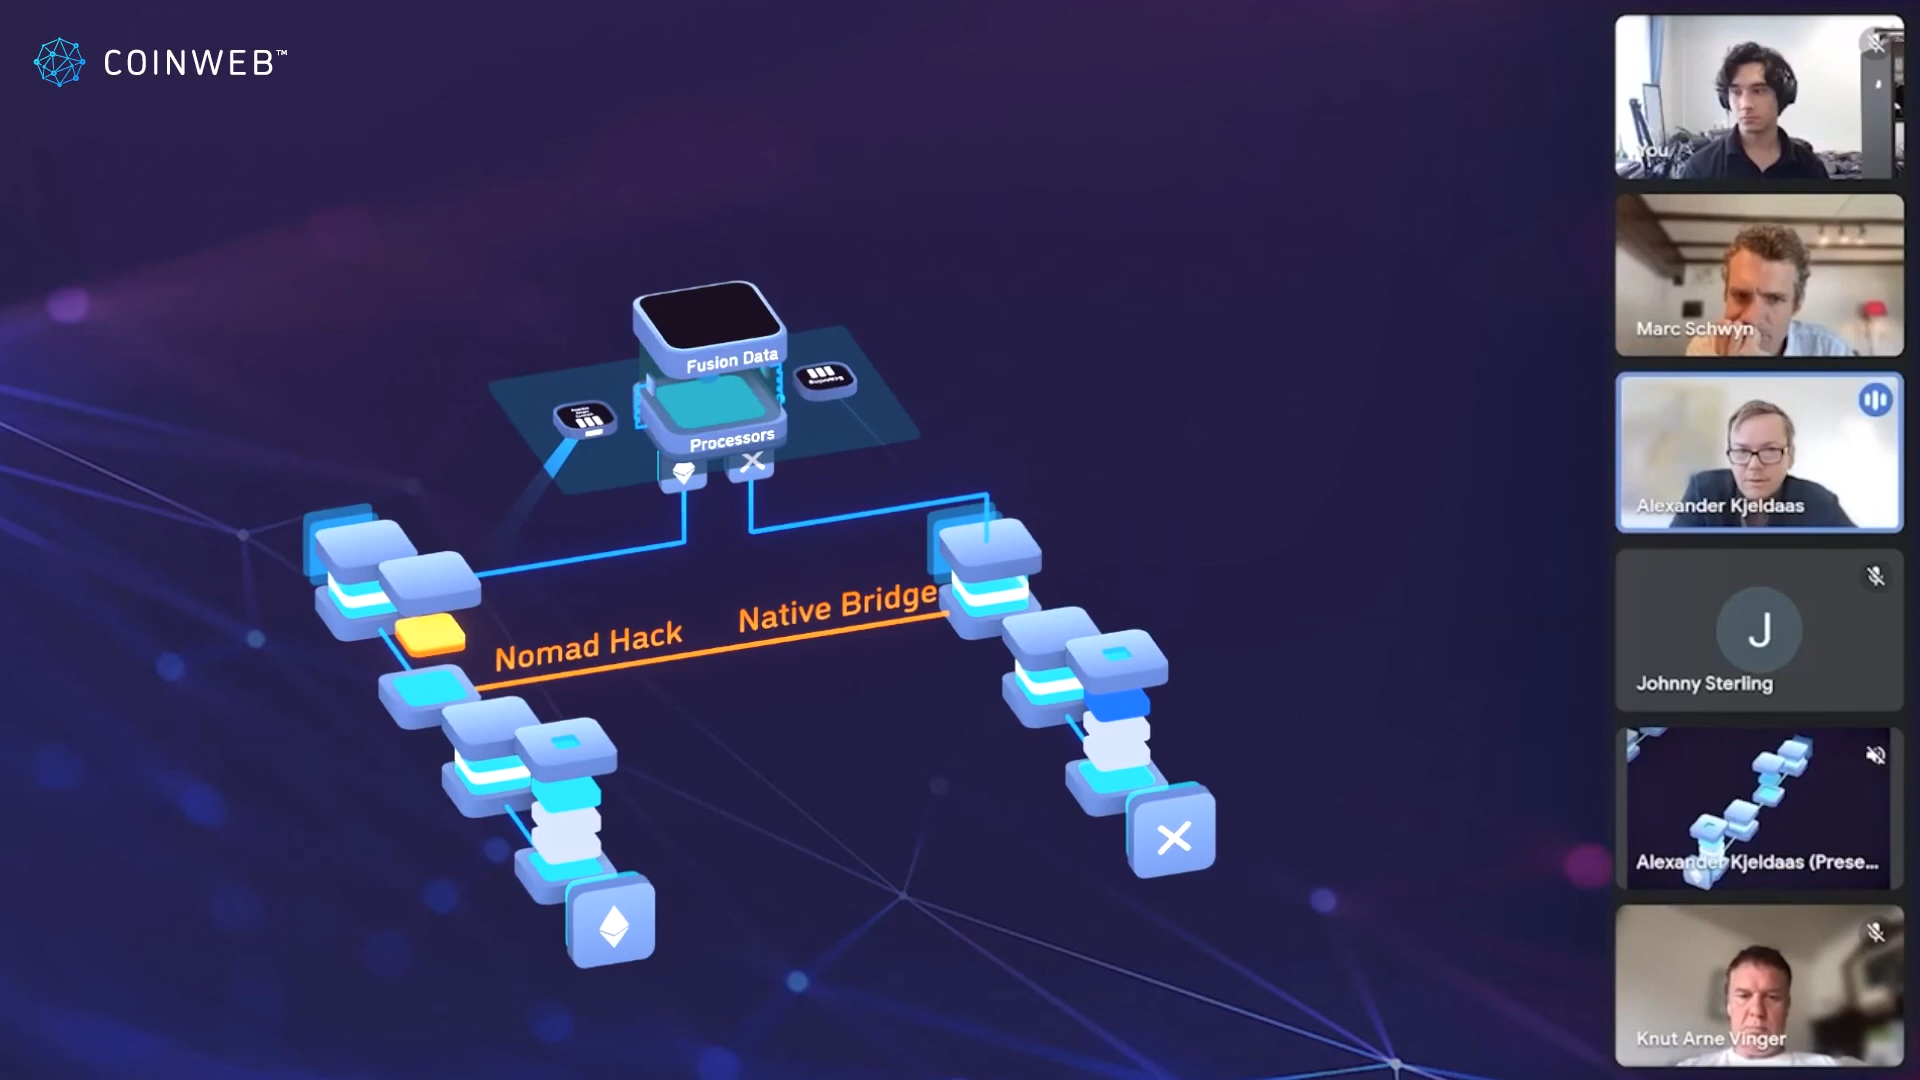 COINWEB™
Fusion Data
Processors
Nomad Hack
Native Bridge
You
Marc Schwyn
Alexander Kjeldaas
J
Johnny Sterling
Alexander Kjeldaas (Prese...
Knut Arne Vinger